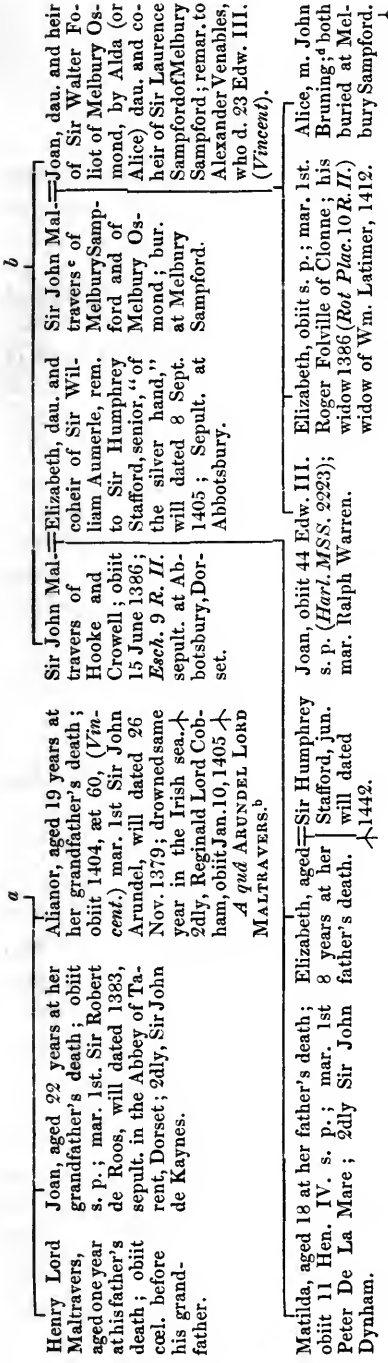 a
Henry Lord
Maltravers,
aged one year
at his father's
death; obiit
cœl. before
his grand-
father.
Joan, aged 22 years at her
grandfather's death; obiit
s. p.; mar. 1st. Sir Robert
de Roos, will dated 1383,
sepult. in the Abbey of Ta-
rent, Dorset; 2dly, Sir John
de Kaynes.
Alianor, aged 19 years at
her grandfather's death;
obiit 1404, æt 60, (Vin-
cent.) mar. 1st Sir John
Arundel, will dated 26
Nov. 1379; drowned same
year in the Irish sea.
2dly, Reginald Lord Cob-
ham, obiit Jan. 10, 1405
A quâ ARUNDEL LORD
MALTRAVERS.b
b
Sir John Mal-
travers of
Hooke and
Crowell; obiit
15 June 1386;
Esch. 9 R. II.
sepult. at Ab-
botsbury, Dor-
set.
Elizabeth, dau. and
coheir of Sir Wil-
liam Aumerle, rem.
to Sir Humphrey
Stafford, senior, "of
the silver hand,"
will dated 8 Sept.
1405; Sepult. at
Abbotsbury.
Sir John Mal-
travers c of
Melbury Samp-
ford and of
Melbury Os-
mond; bur.
at Melbury
Sampford.
Joan, dau. and heir
of Sir Walter Fo-
liot of Melbury Os-
mond, by Alda (or
Alice) dau. and co-
heir of Sir Laurence
Sampford of Melbury
Sampford; remar. to
Alexander Venables,
who d. 23 Edw. III.
(Vincent).
Matilda, aged 18 at her father's death;
obiit 11 Hen. IV. s. p.; mar. 1st
Peter De La Mare; 2dly Sir John
Dynham.
Elizabeth, aged
8 years at her
father's death.
Sir Humphrey
Stafford, jun.
will dated
1442.
Joan, obiit 44 Edw. III.
s. p. (Harl. MSS. 2223);
mar. Ralph Warren.
Elizabeth, obiit s. p.; mar. 1st.
Roger Folville of Clonne; his
widow 1386 (Rot Plac. 10 R. II.)
widow of Wm. Latimer, 1412.
Alice, m. John
Bruning; d both
buried at Mel-
bury Sampford.